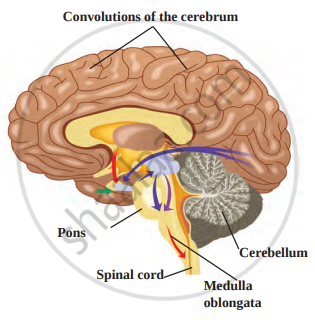 Convolutions of the cerebrum
Pons
Cerebellum
Spinal cord
Medulla
oblongata